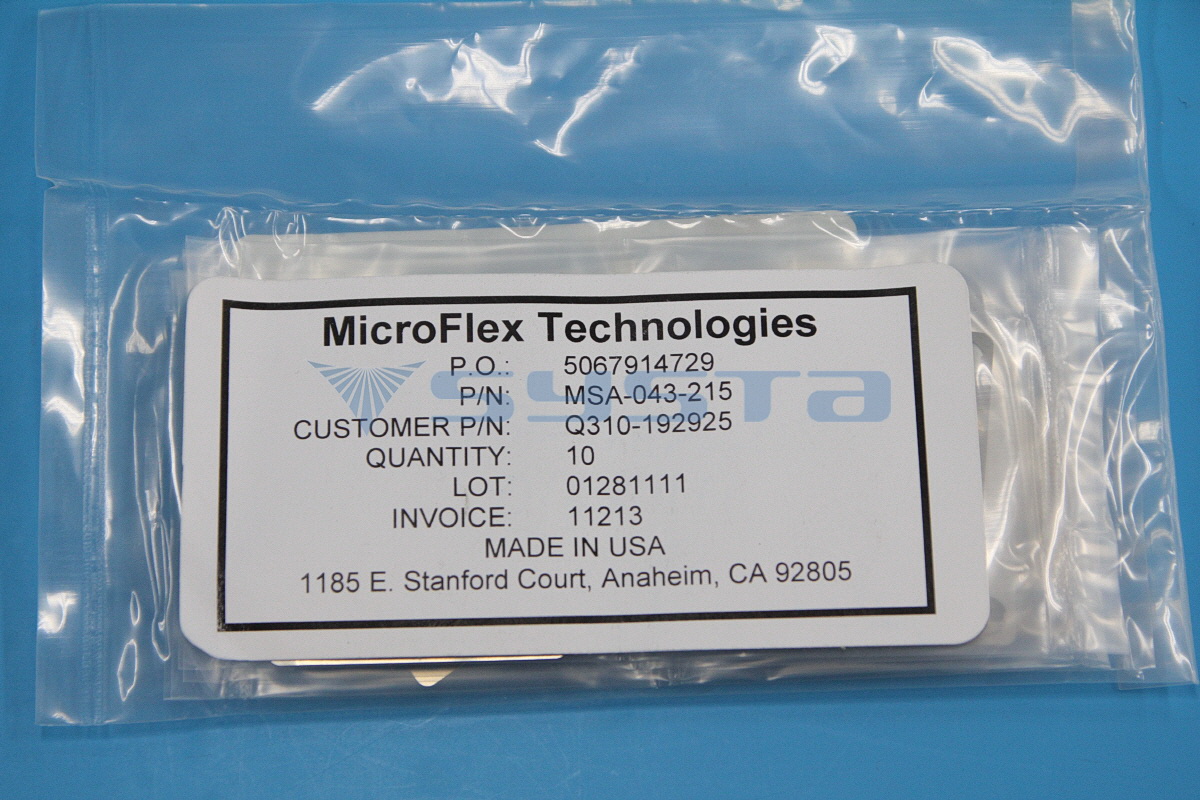 MicroFlex Technologies
P.O.: 5067914729
SYSTA
P/N: MSA-043-215
CUSTOMER P/N: Q310-192925
QUANTITY: 10
LOT: 01281111
INVOICE: 11213
MADE IN USA
1185 E. Stanford Court, Anaheim, CA 92805